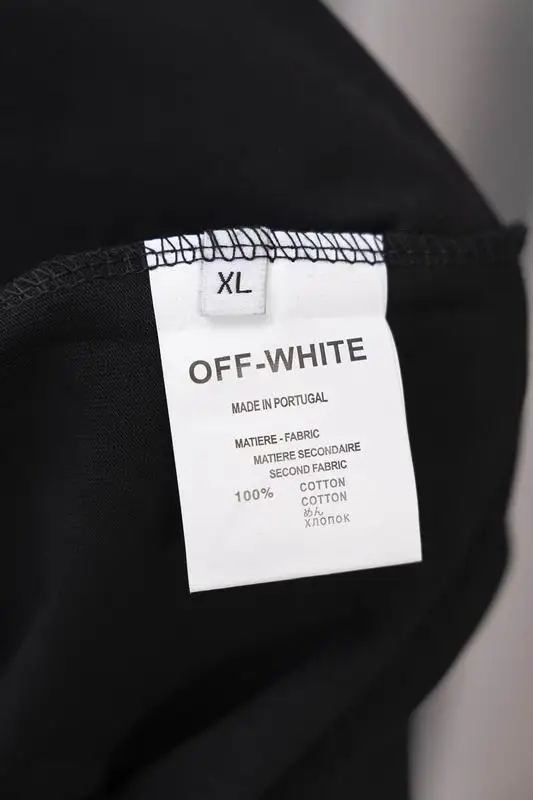 XL
OFF-WHITE
MADE IN PORTUGAL
MATIERE - FABRIC
MATIERE SECONDAIRE
SECOND FABRIC
100% COTTON
COTTON
めん
ХЛОПОК